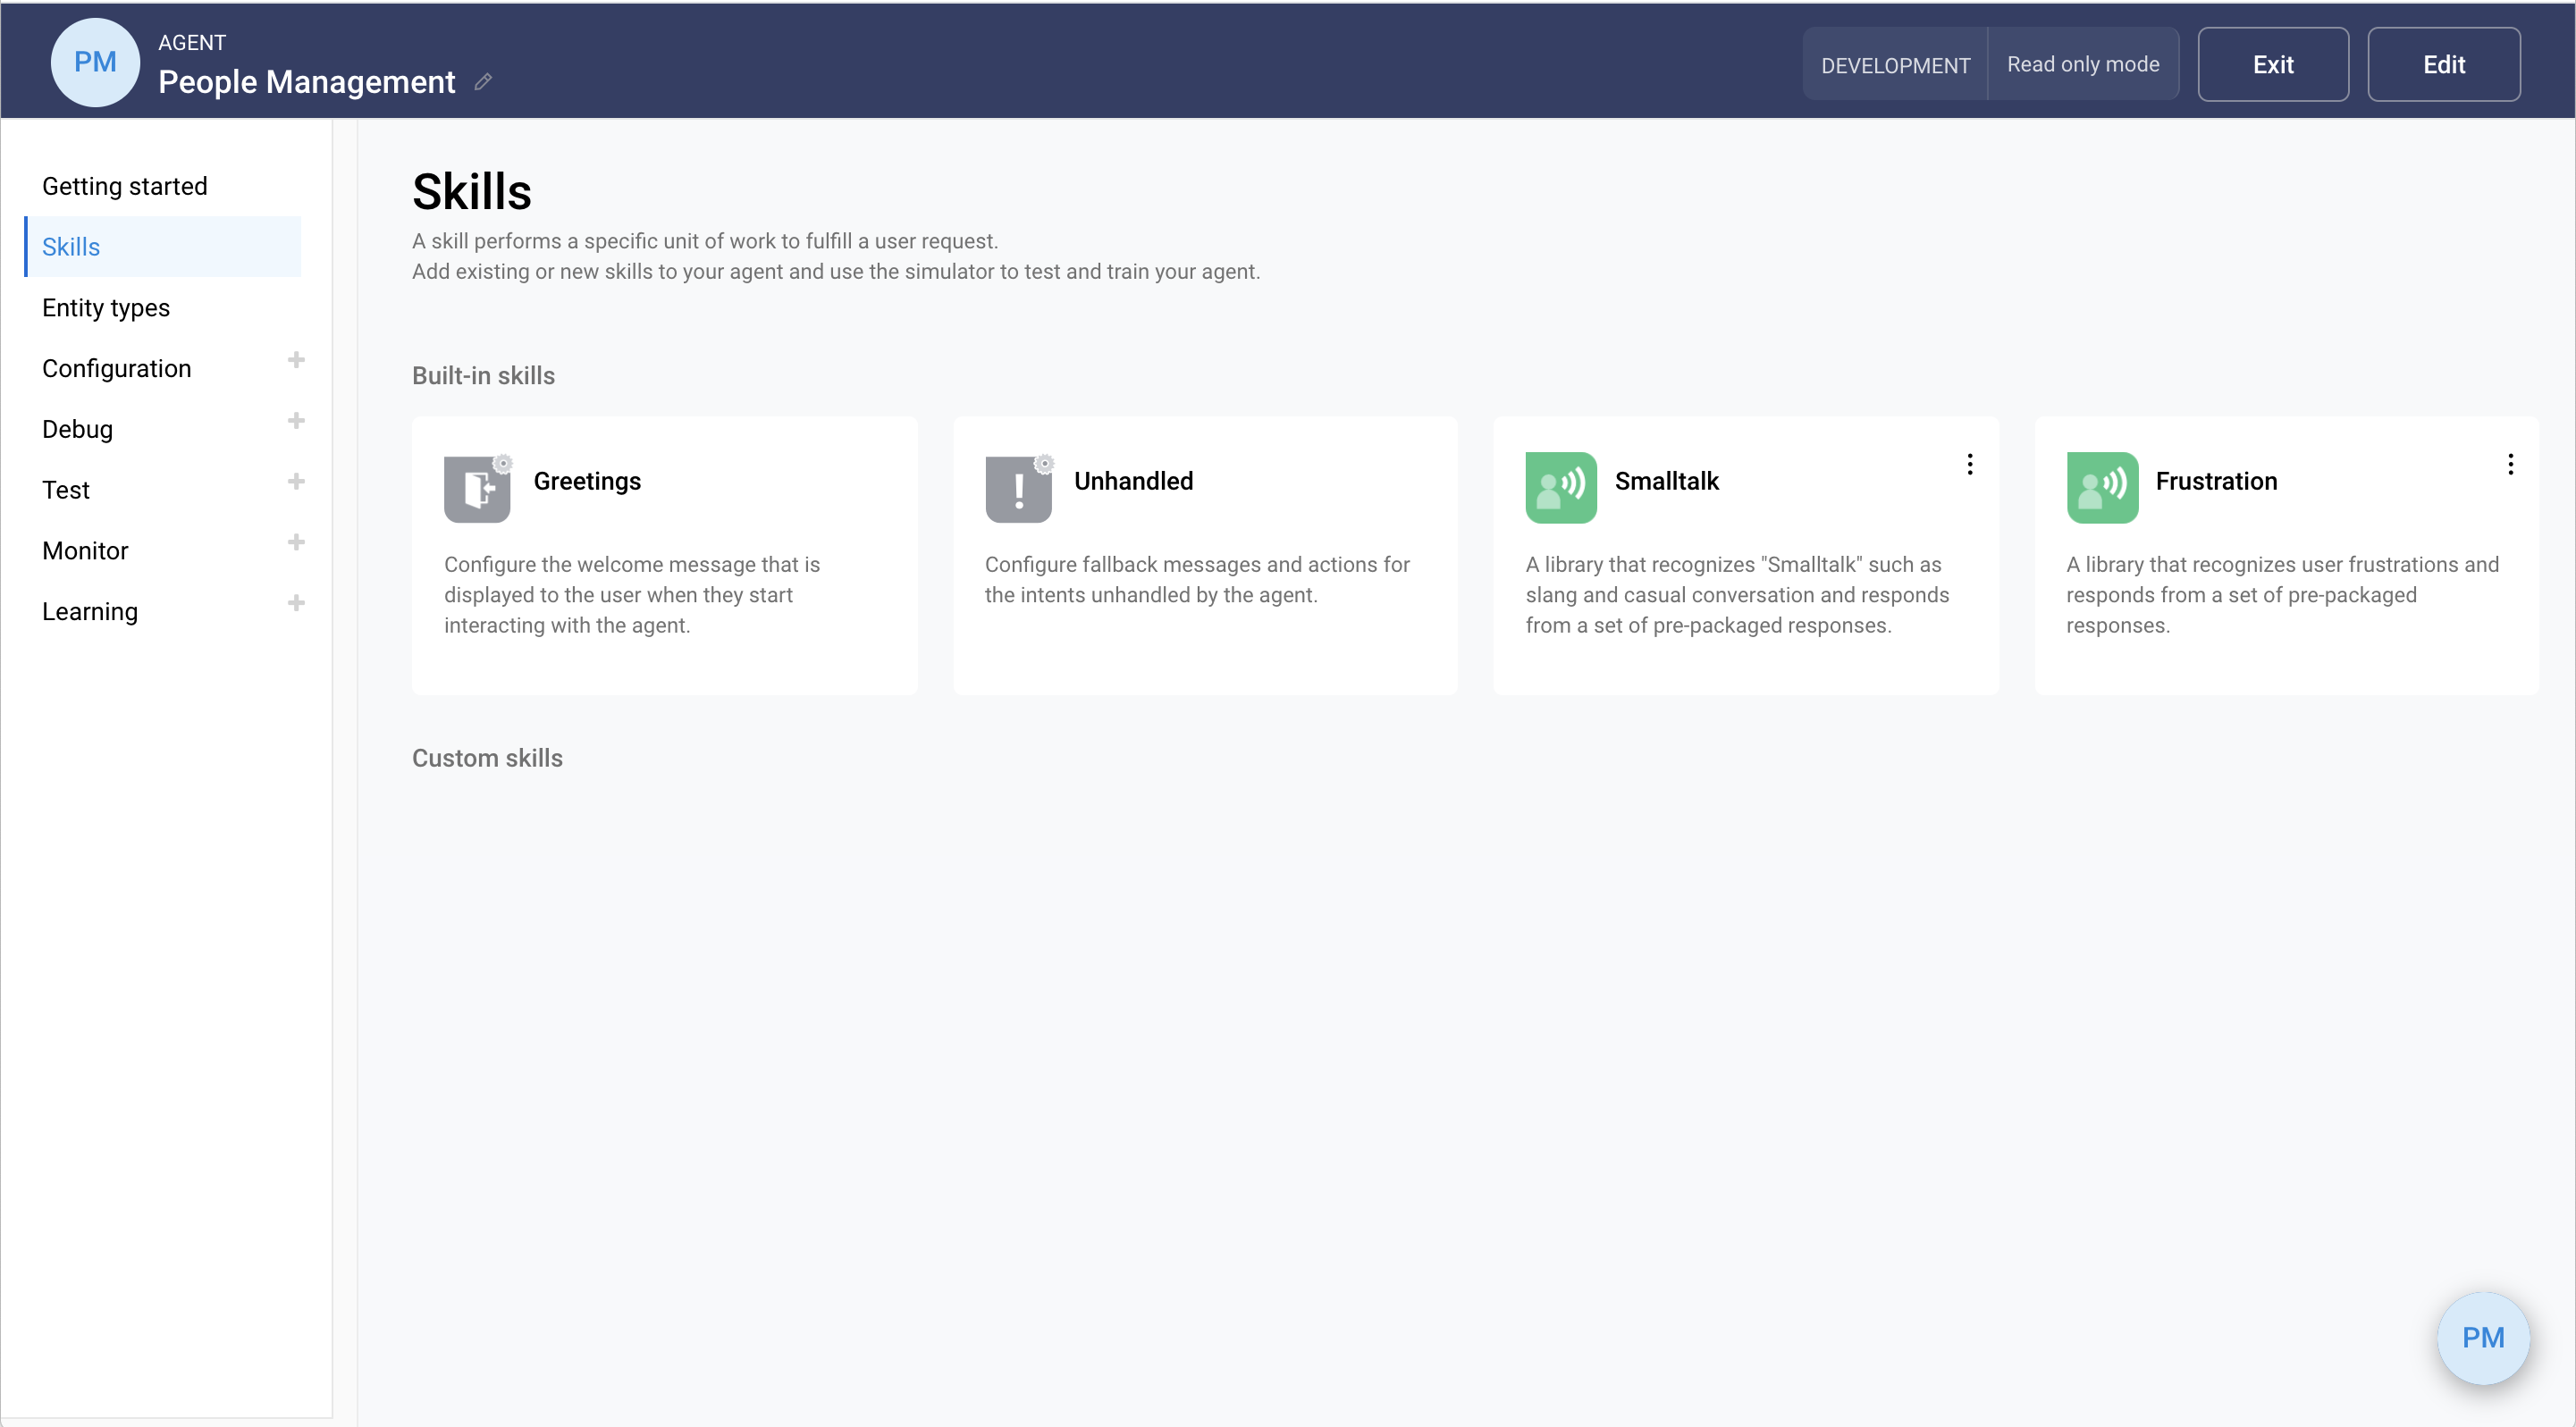 PM
AGENT
People Management
DEVELOPMENT
Read only mode
Exit
Edit
Getting started
Skills
Entity types
Configuration
Debug
Test
Monitor
Learning
Skills
A skill performs a specific unit of work to fulfill a user request.
Add existing or new skills to your agent and use the simulator to test and train your agent.
Built-in skills
Greetings
Configure the welcome message that is
displayed to the user when they start
interacting with the agent.
Unhandled
Configure fallback messages and actions for
the intents unhandled by the agent.
Smalltalk
A library that recognizes "Smalltalk" such as
slang and casual conversation and responds
from a set of pre-packaged responses.
Frustration
A library that recognizes user frustrations and
responds from a set of pre-packaged
responses.
Custom skills
PM